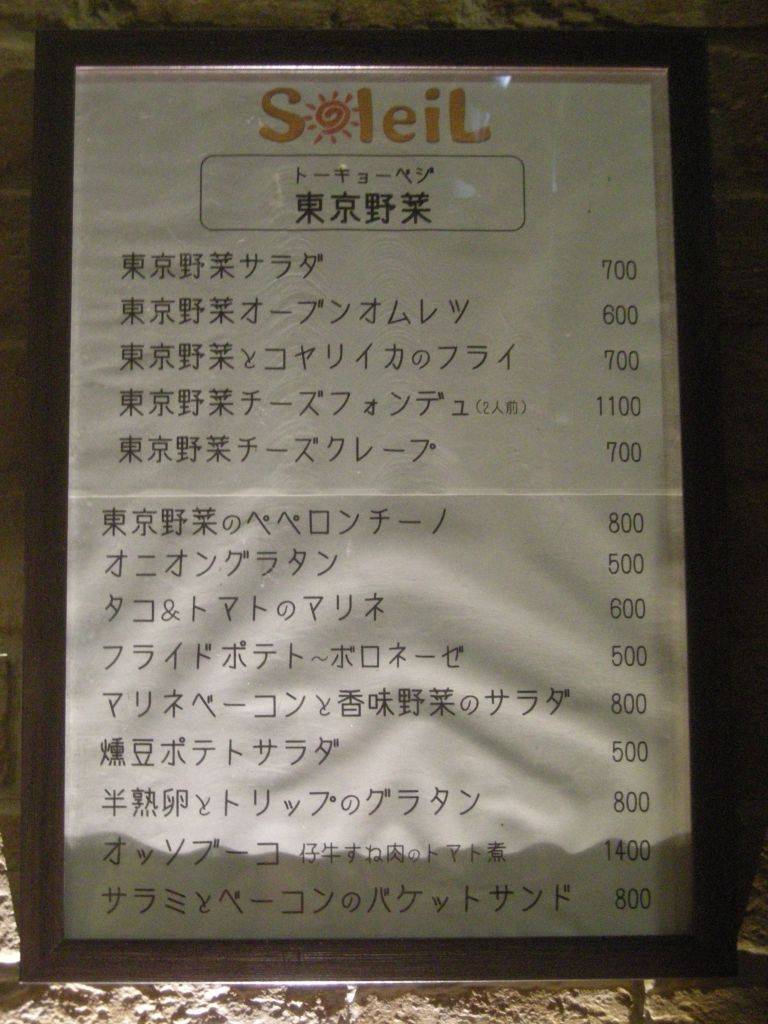 SoleiL
トーキョーベジ
東京野菜
東京野菜サラダ 700
東京野菜オーブンオムレツ 600
東京野菜とコヤリイカのフライ 700
東京野菜チーズフォンデュ(2人前) 1100
東京野菜チーズクレープ 700
東京野菜のペペロンチーノ 800
オニオングラタン 500
タコ&トマトのマリネ 600
フライドポテト~ボロネーゼ 500
マリネベーコンと香味野菜のサラダ 800
燻豆ポテトサラダ 500
半熟卵とトリップのグラタン 800
オッソブーコ 仔牛すね肉のトマト煮 1400
サラミとベーコンのバケットサンド 800